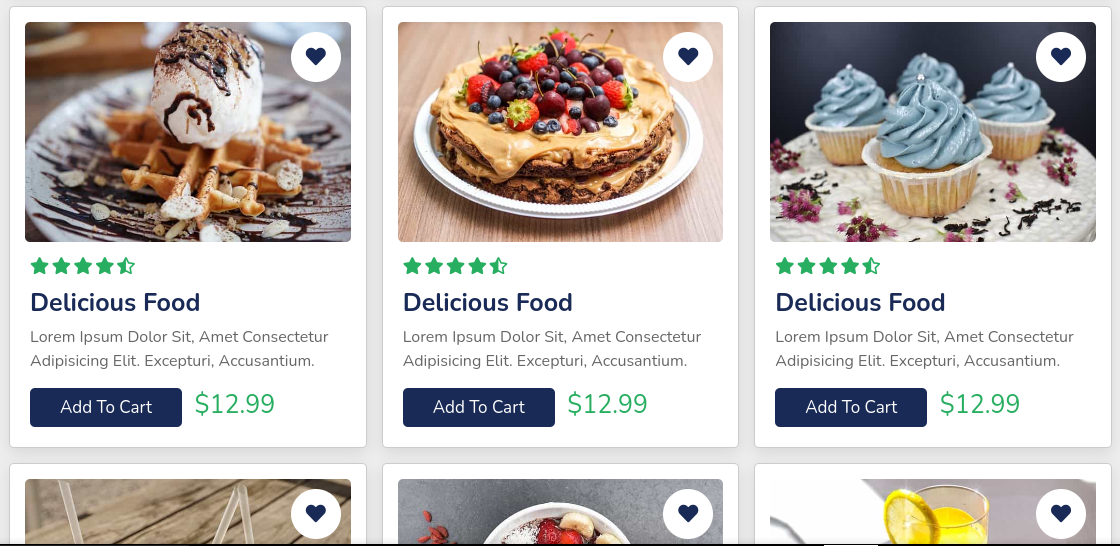 Delicious Food
Lorem Ipsum Dolor Sit, Amet Consectetur
Adipisicing Elit. Excepturi, Accusantium.
Add To Cart $12.99
Delicious Food
Lorem Ipsum Dolor Sit, Amet Consectetur
Adipisicing Elit. Excepturi, Accusantium.
Add To Cart $12.99
Delicious Food
Lorem Ipsum Dolor Sit, Amet Consectetur
Adipisicing Elit. Excepturi, Accusantium.
Add To Cart $12.99